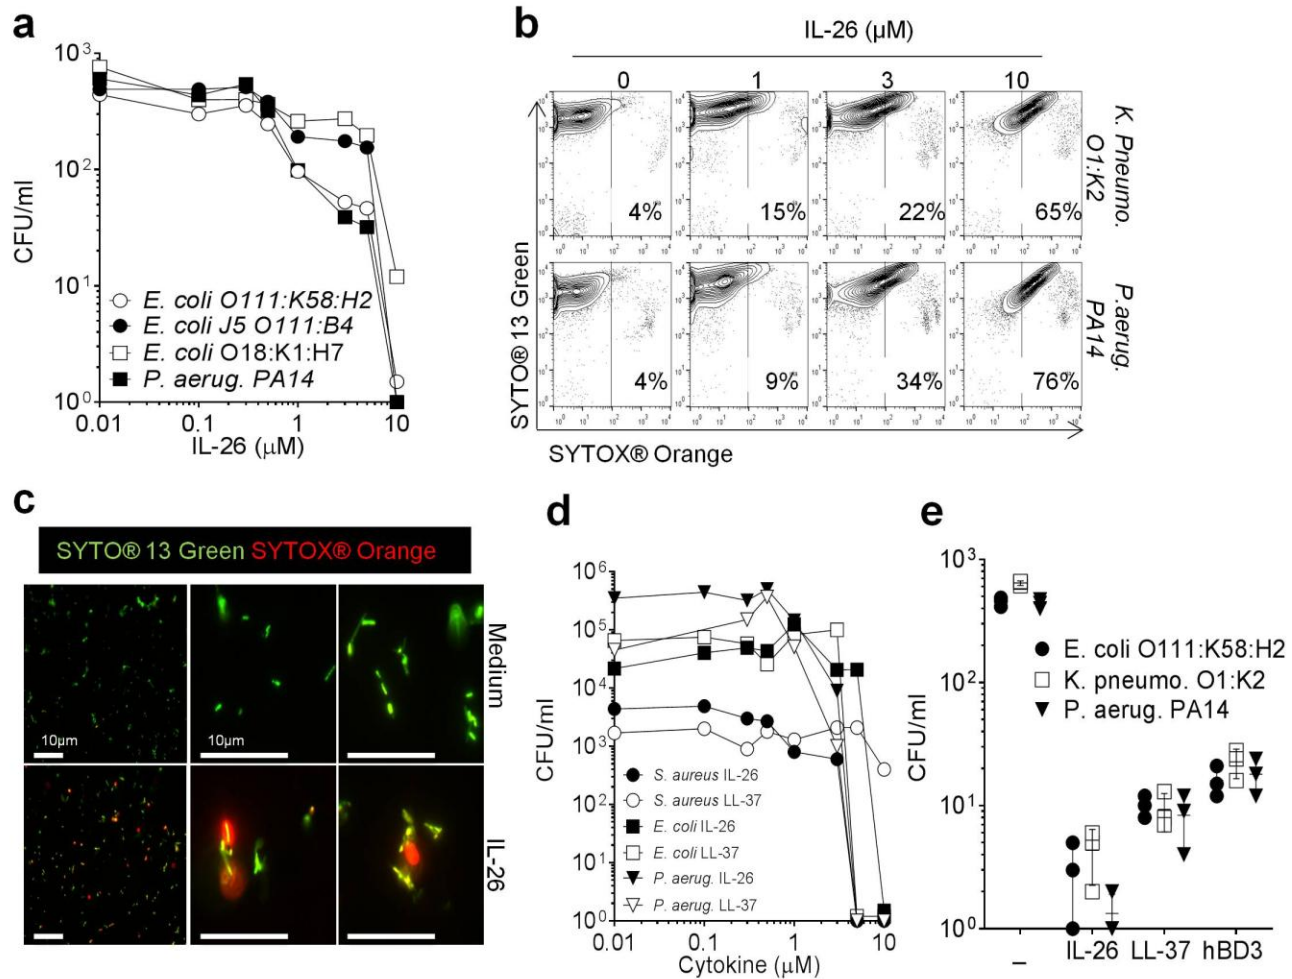 a
10³
10²
10¹
10⁰
CFU/ml
0.01
0.1
1
10
IL-26 (μM)
E. coli O111:K58:H2
E. coli J5 O111:B4
E. coli O18:K1:H7
P. aerug. PA14
b
IL-26 (μM)
0
1
3
10
4%
15%
22%
65%
K. Pneumo.
O1:K2
4%
9%
34%
76%
P.aerug.
PA14
SYTO® 13 Green
SYTOX® Orange
c
SYTO® 13 Green SYTOX® Orange
10μm
10μm
Medium
IL-26
d
10⁶
10⁵
10⁴
10³
10²
10¹
10⁰
CFU/ml
S. aureus IL-26
S. aureus LL-37
E. coli IL-26
E. coli LL-37
P. aerug. IL-26
P. aerug. LL-37
0.01
0.1
1
10
Cytokine (μM)
e
10³
10²
10¹
10⁰
CFU/ml
E. coli O111:K58:H2
K. pneumo. O1:K2
P. aerug. PA14
–
IL-26
LL-37
hBD3